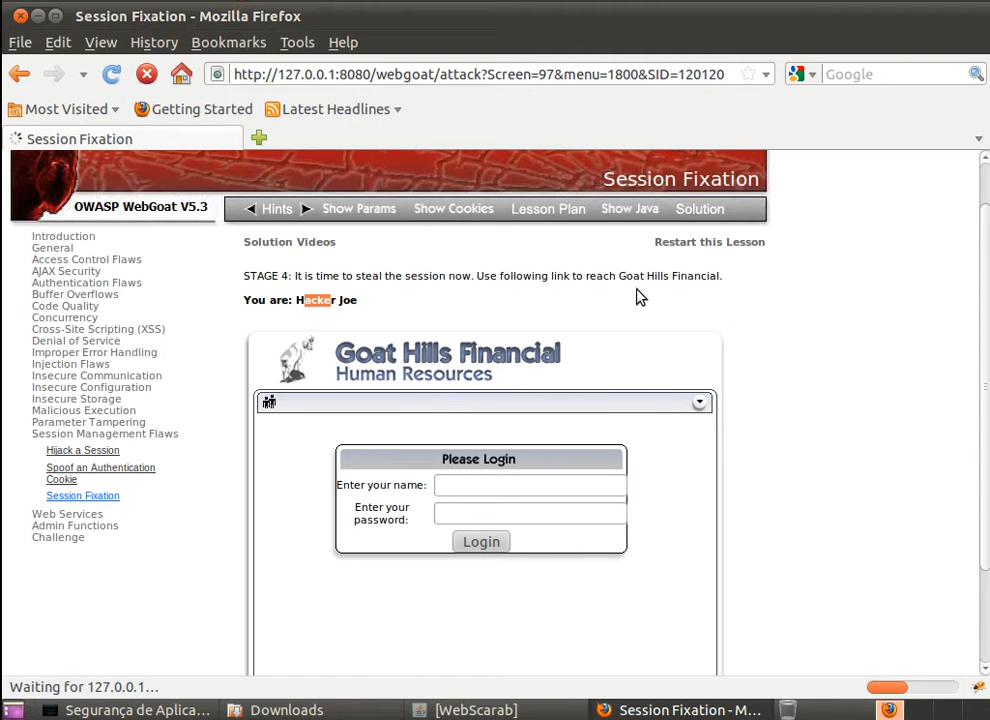 Session Fixation - Mozilla Firefox
File Edit View History Bookmarks Tools Help
http://127.0.0.1:8080/webgoat/attack?Screen=97&menu=1800&SID=120120
Google
Most Visited Getting Started Latest Headlines
Session Fixation
Session Fixation
OWASP WebGoat V5.3
Hints Show Params Show Cookies Lesson Plan Show Java Solution
Introduction
General
Access Control Flaws
AJAX Security
Authentication Flaws
Buffer Overflows
Code Quality
Concurrency
Cross-Site Scripting (XSS)
Denial of Service
Improper Error Handling
Injection Flaws
Insecure Communication
Insecure Configuration
Insecure Storage
Malicious Execution
Parameter Tampering
Session Management Flaws
Hijack a Session
Spoof an Authentication
Cookie
Session Fixation
Web Services
Admin Functions
Challenge
Solution Videos Restart this Lesson
STAGE 4: It is time to steal the session now. Use following link to reach Goat Hills Financial.
You are: Hacker Joe
Goat Hills Financial
Human Resources
Please Login
Enter your name:
Enter your
password:
Login
Waiting for 127.0.0.1...
Segurança de Aplica... Downloads [WebScarab] Session Fixation - M...